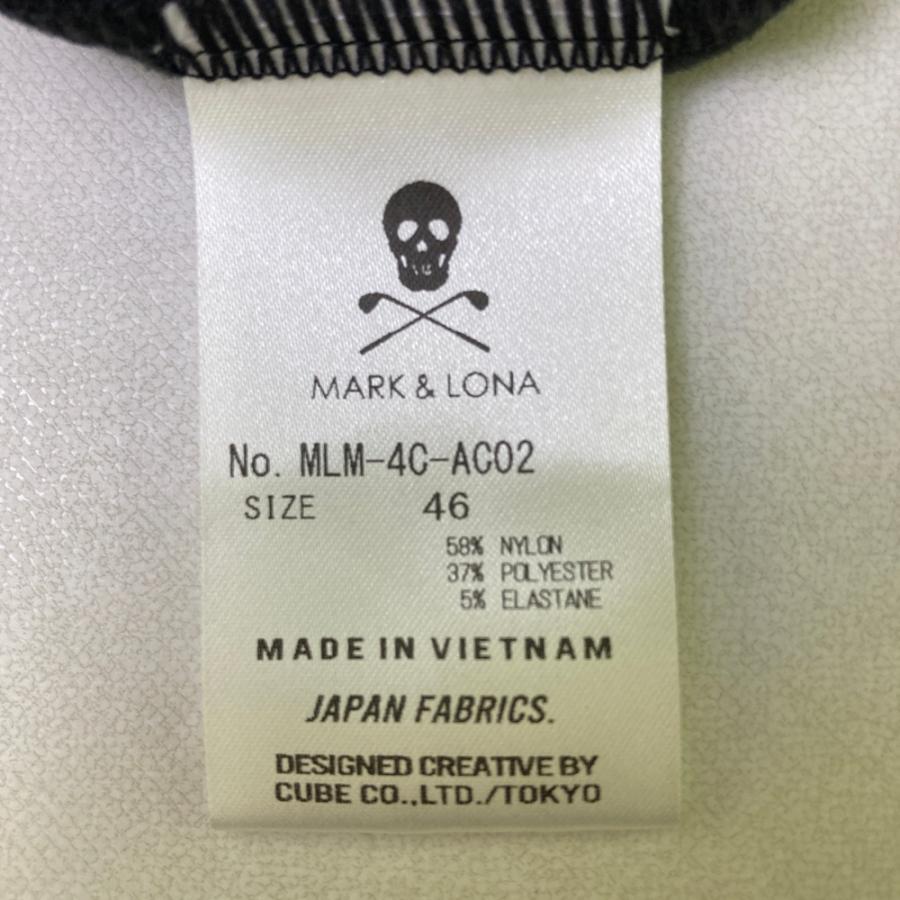 MARK & LONA
No. MLM-4C-AC02
SIZE 46
58% NYLON
37% POLYESTER
5% ELASTANE
MADE IN VIETNAM
JAPAN FABRICS.
DESIGNED CREATIVE BY
CUBE CO.,LTD./TOKYO